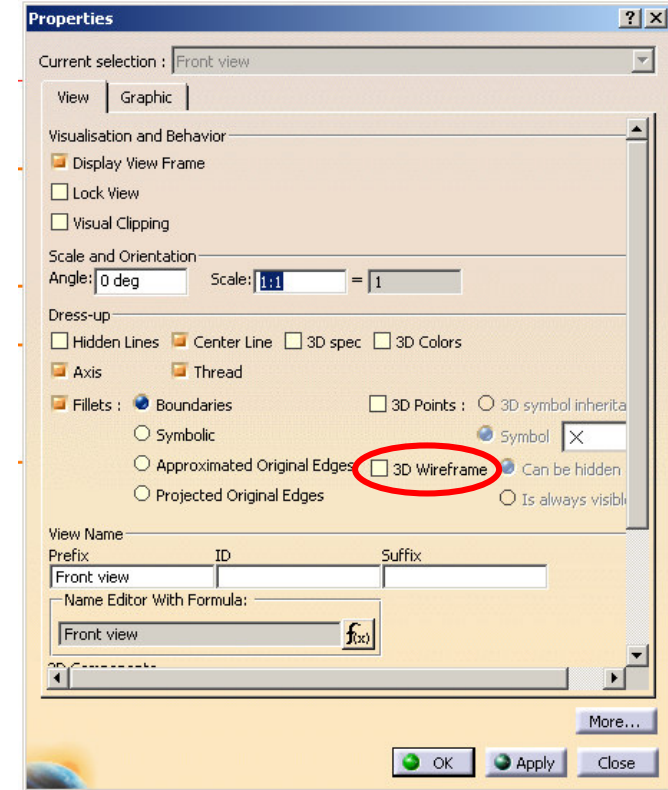 Properties
Current selection : Front view
View Graphic
Visualisation and Behavior
Display View Frame
Lock View
Visual Clipping
Scale and Orientation
Angle: 0 deg Scale: 1:1 = 1
Dress-up
Hidden Lines Center Line 3D spec 3D Colors
Axis Thread
Fillets : Boundaries 3D Points : 3D symbol inherita
Symbolic Symbol
Approximated Original Edges 3D Wireframe Can be hidden
Projected Original Edges Is always visibl
View Name
Prefix ID Suffix
Front view
Name Editor With Formula:
Front view f(x)
More...
OK Apply Close